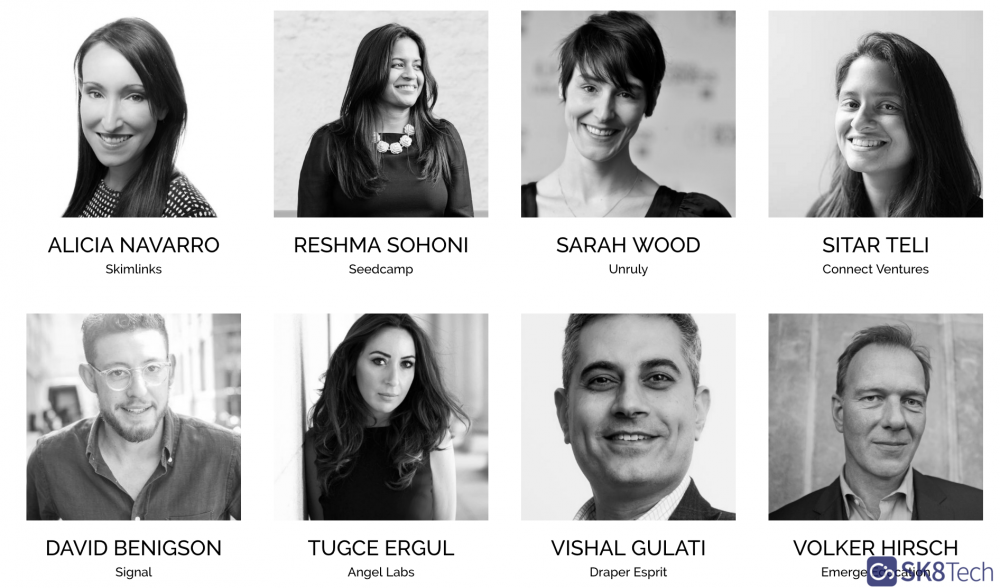 ALICIA NAVARRO
Skimlinks
RESHMA SOHONI
Seedcamp
SARAH WOOD
Unruly
SITAR TELI
Connect Ventures
DAVID BENIGSON
Signal
TUGCE ERGUL
Angel Labs
VISHAL GULATI
Draper Esprit
VOLKER HIRSCH
Emerge Education
SK8Tech